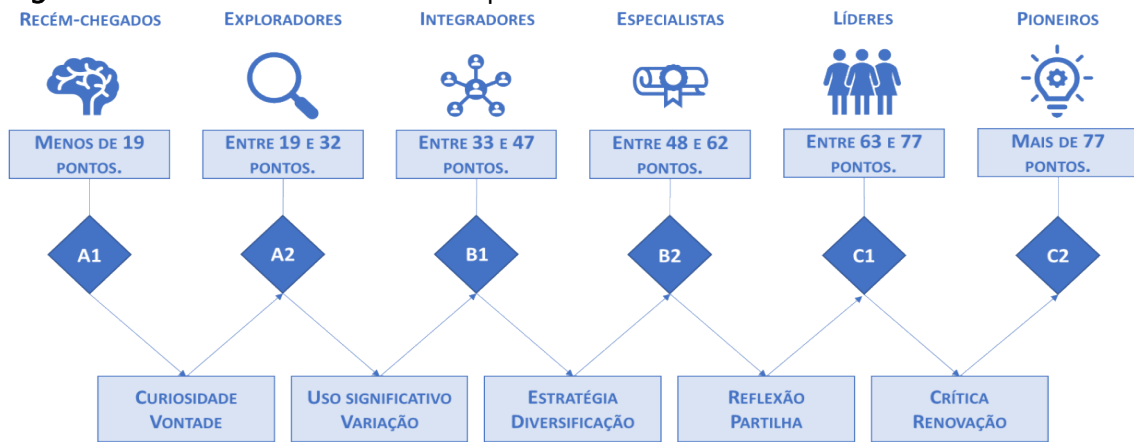 RECÉM-CHEGADOS
EXPLORADORES
INTEGRADORES
ESPECIALISTAS
LÍDERES
PIONEIROS
MENOS DE 19
PONTOS.
ENTRE 19 E 32
PONTOS.
ENTRE 33 E 47
PONTOS.
ENTRE 48 E 62
PONTOS.
ENTRE 63 E 77
PONTOS.
MAIS DE 77
PONTOS.
A1
A2
B1
B2
C1
C2
CURIOSIDADE
VONTADE
USO SIGNIFICATIVO
VARIAÇÃO
ESTRATÉGIA
DIVERSIFICAÇÃO
REFLEXÃO
PARTILHA
CRÍTICA
RENOVAÇÃO